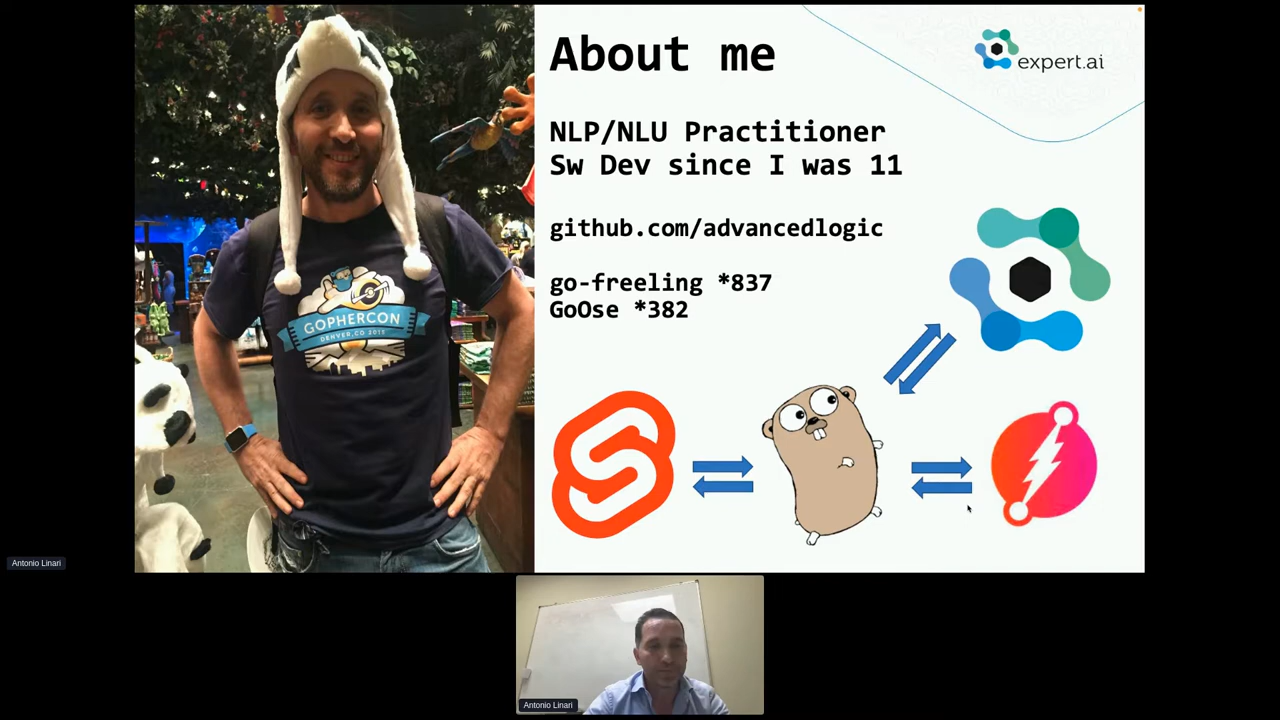 About me
expert.ai
NLP/NLU Practitioner
Sw Dev since I was 11
github.com/advancedlogic
go-freeling *837
GoOse *382
GOPHERCON
DENVER, CO 2015
Antonio Linari
Antonio Linari